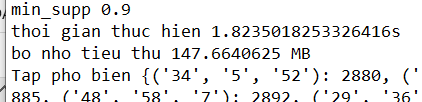 min_supp 0.9
thoi gian thuc hien 1.8235018253326416s
bo nho tieu thu 147.6640625 MB
Tap pho bien {('34', '5', '52'): 2880, ('
885, ('48', '58', '7'): 2892, ('29', '36'